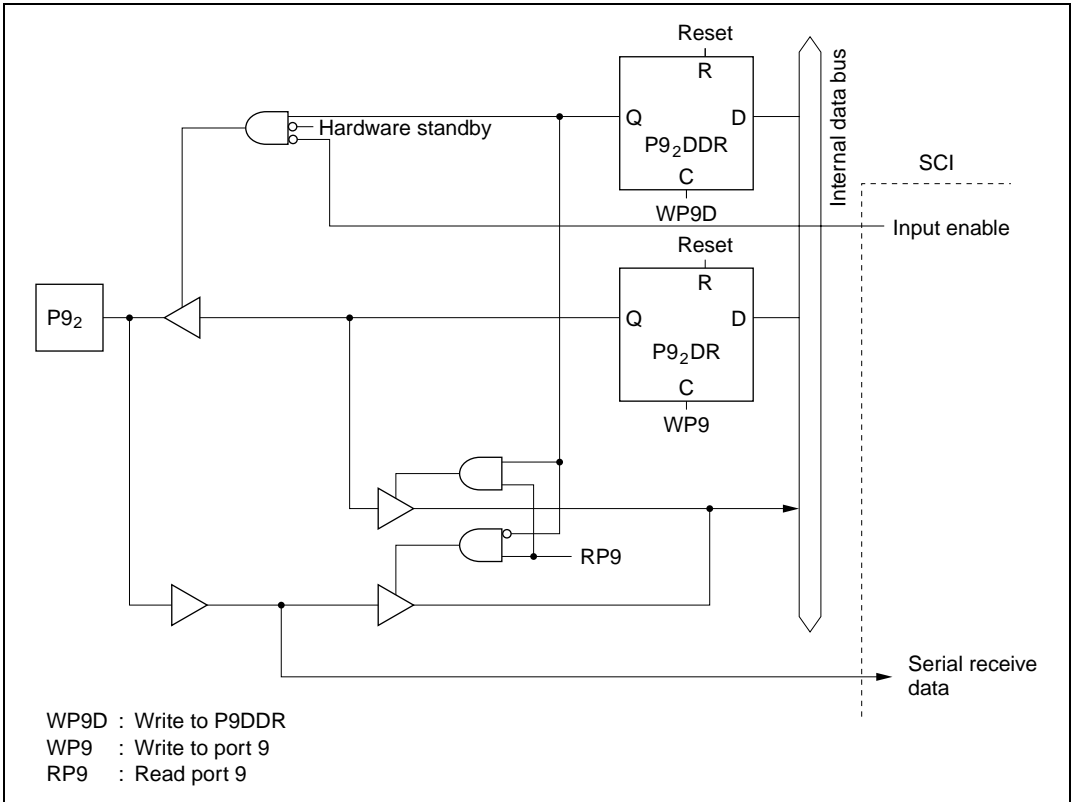 Reset
R
Q
D
P92DDR
C
WP9D
Hardware standby
Internal data bus
SCI
Input enable
Reset
R
Q
D
P92DR
C
WP9
P92
RP9
Serial receive
data
WP9D : Write to P9DDR
WP9 : Write to port 9
RP9 : Read port 9